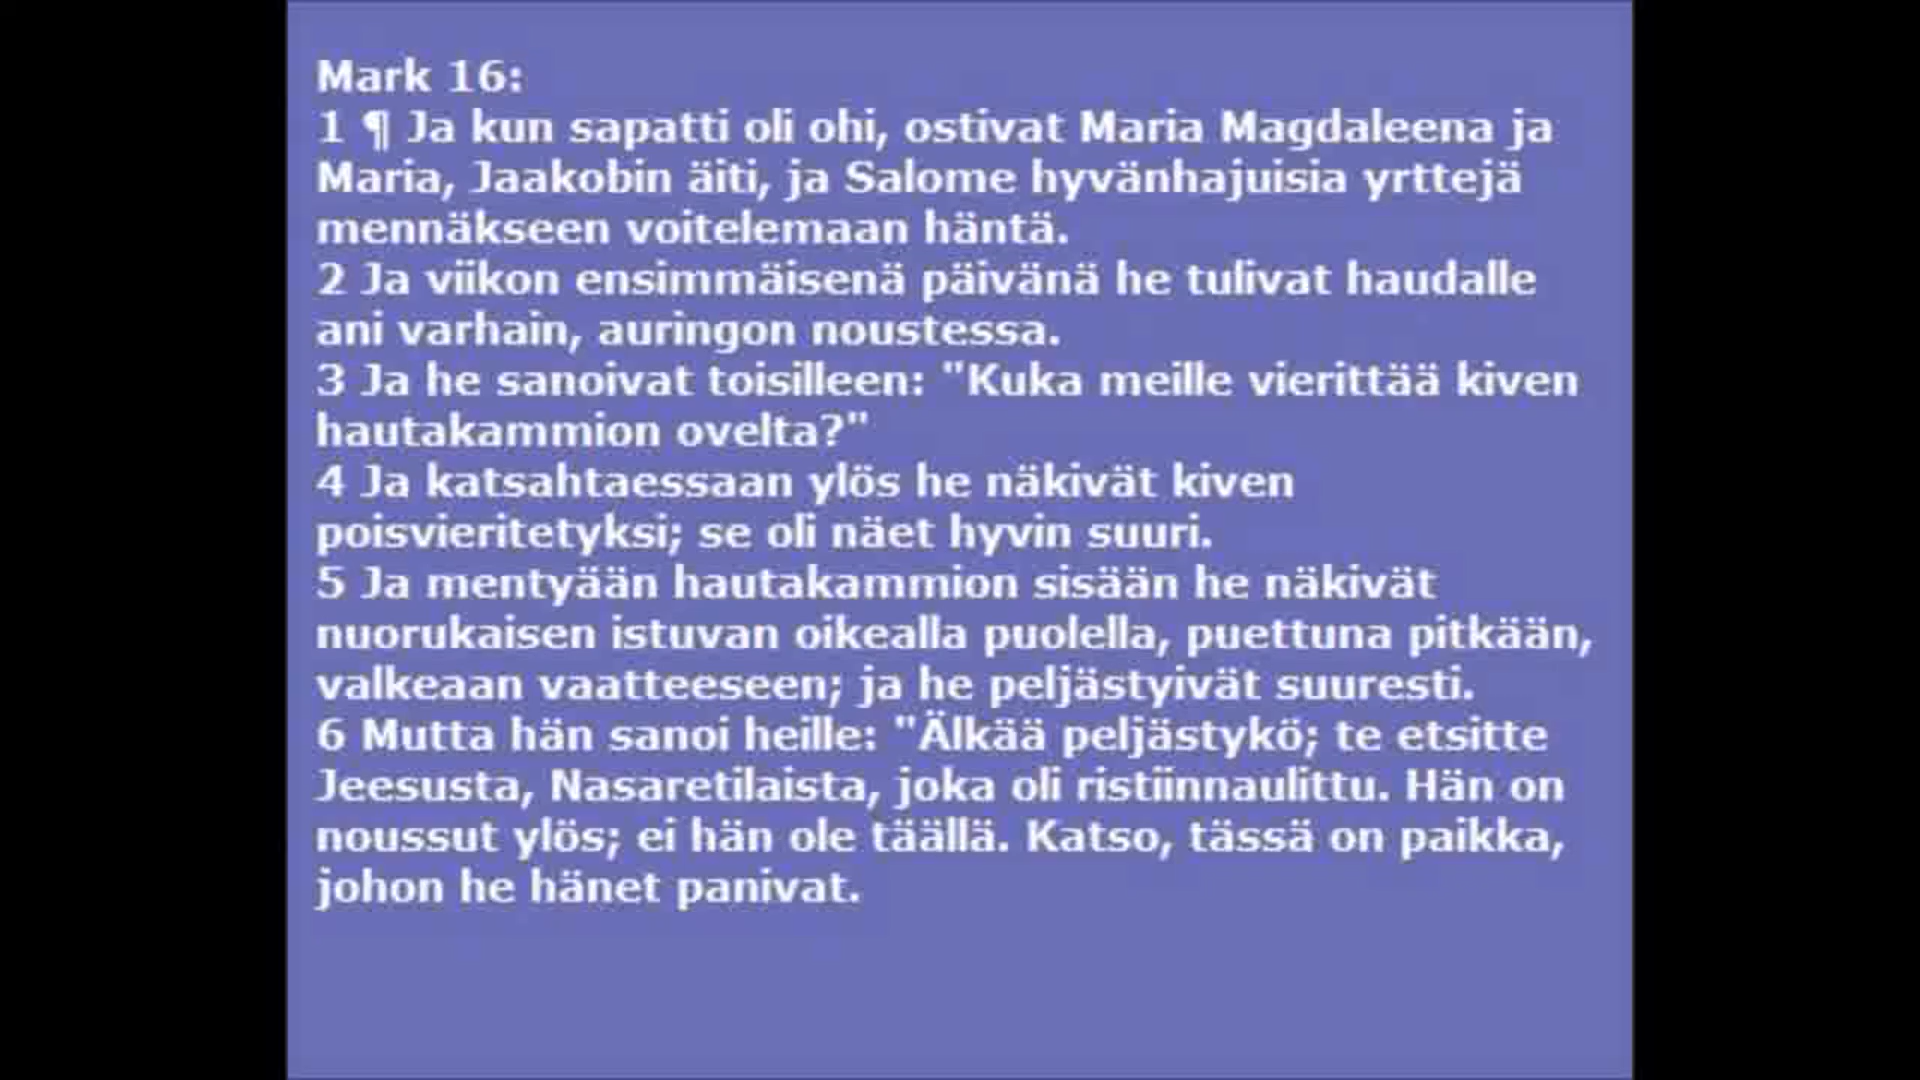 Mark 16:
1 ¶ Ja kun sapatti oli ohi, ostivat Maria Magdaleena ja
Maria, Jaakobin äiti, ja Salome hyvänhajuisia yrttejä
mennäkseen voitelemaan häntä.
2 Ja viikon ensimmäisenä päivänä he tulivat haudalle
ani varhain, auringon noustessa.
3 Ja he sanoivat toisilleen: "Kuka meille vierittää kiven
hautakammion ovelta?"
4 Ja katsahtaessaan ylös he näkivät kiven
poisvieritetyksi; se oli näet hyvin suuri.
5 Ja mentyään hautakammion sisään he näkivät
nuorukaisen istuvan oikealla puolella, puettuna pitkään,
valkeaan vaatteeseen; ja he peljästyivät suuresti.
6 Mutta hän sanoi heille: "Älkää peljästykö; te etsitte
Jeesusta, Nasaretilaista, joka oli ristiinnaulittu. Hän on
noussut ylös; ei hän ole täällä. Katso, tässä on paikka,
johon he hänet panivat.